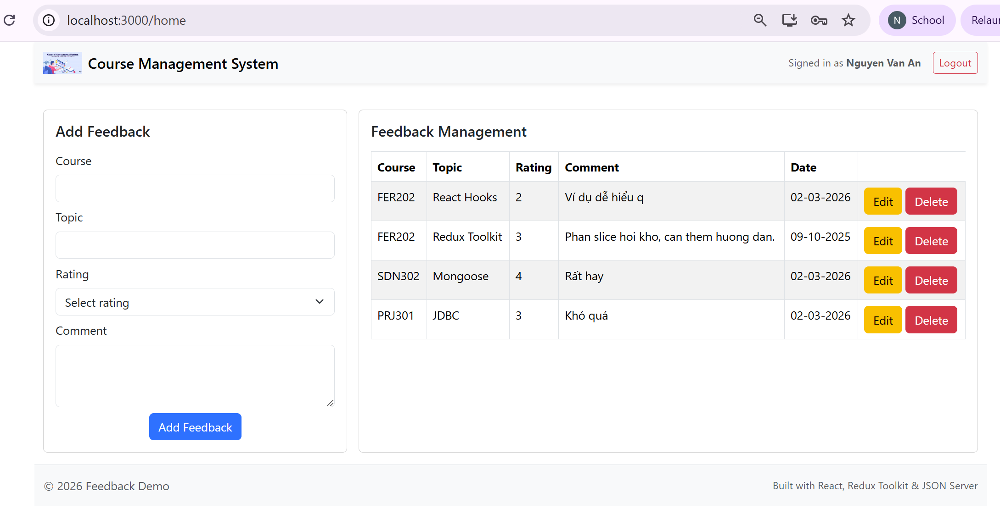 localhost:3000/home
N School Relau
Course Management System
Course Management System
Signed in as Nguyen Van An Logout
Add Feedback
Course
Topic
Rating
Select rating
Comment
Add Feedback
Feedback Management
Course Topic Rating Comment Date
FER202 React Hooks 2 Ví dụ dễ hiểu q 02-03-2026 Edit Delete
FER202 Redux Toolkit 3 Phan slice hoi kho, can them huong dan. 09-10-2025 Edit Delete
SDN302 Mongoose 4 Rất hay 02-03-2026 Edit Delete
PRJ301 JDBC 3 Khó quá 02-03-2026 Edit Delete
© 2026 Feedback Demo
Built with React, Redux Toolkit & JSON Server